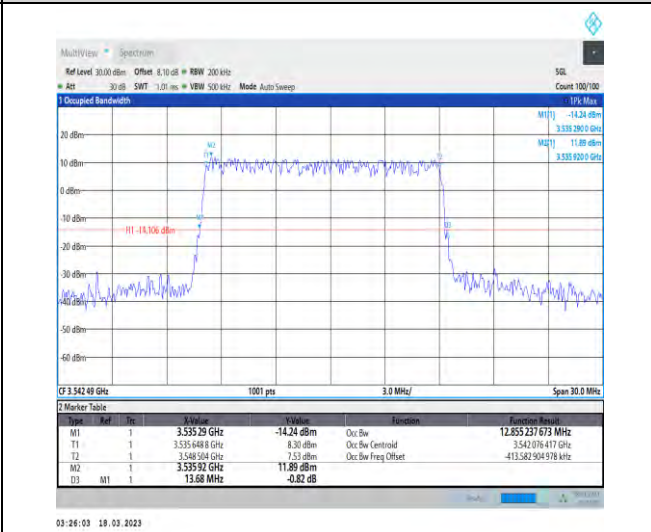 MultiView Spectrum
Ref Level 30.00 dBm Offset 8.10 dB RBW 200 kHz SGL
Att 30 dB SWT 1.01 ms VBW 500 kHz Mode Auto Sweep Count 100/100
1 Occupied Bandwidth 1Pk Max
M1[1] -14.24 dBm
3.535 290 0 GHz
M2[1] 11.89 dBm
3.535 920 0 GHz
20 dBm
M2
T1
T2
10 dBm
0 dBm
-10 dBm
M1
H1 -14.106 dBm
-20 dBm
-30 dBm
-40 dBm
-50 dBm
-60 dBm
CF 3.542 49 GHz 1001 pts 3.0 MHz/ Span 30.0 MHz
2 Marker Table
Type Ref Trc X-Value Y-Value Function Function Result
M1 1 3.535 29 GHz -14.24 dBm Occ Bw 12.855 237 673 MHz
T1 1 3.535 648 8 GHz 8.30 dBm Occ Bw Centroid 3.542 076 417 GHz
T2 1 3.548 504 GHz 7.53 dBm Occ Bw Freq Offset -413.582 904 978 kHz
M2 1 3.535 92 GHz 11.89 dBm
D3 M1 1 13.68 MHz -0.82 dB
03:26:03 18.03.2023